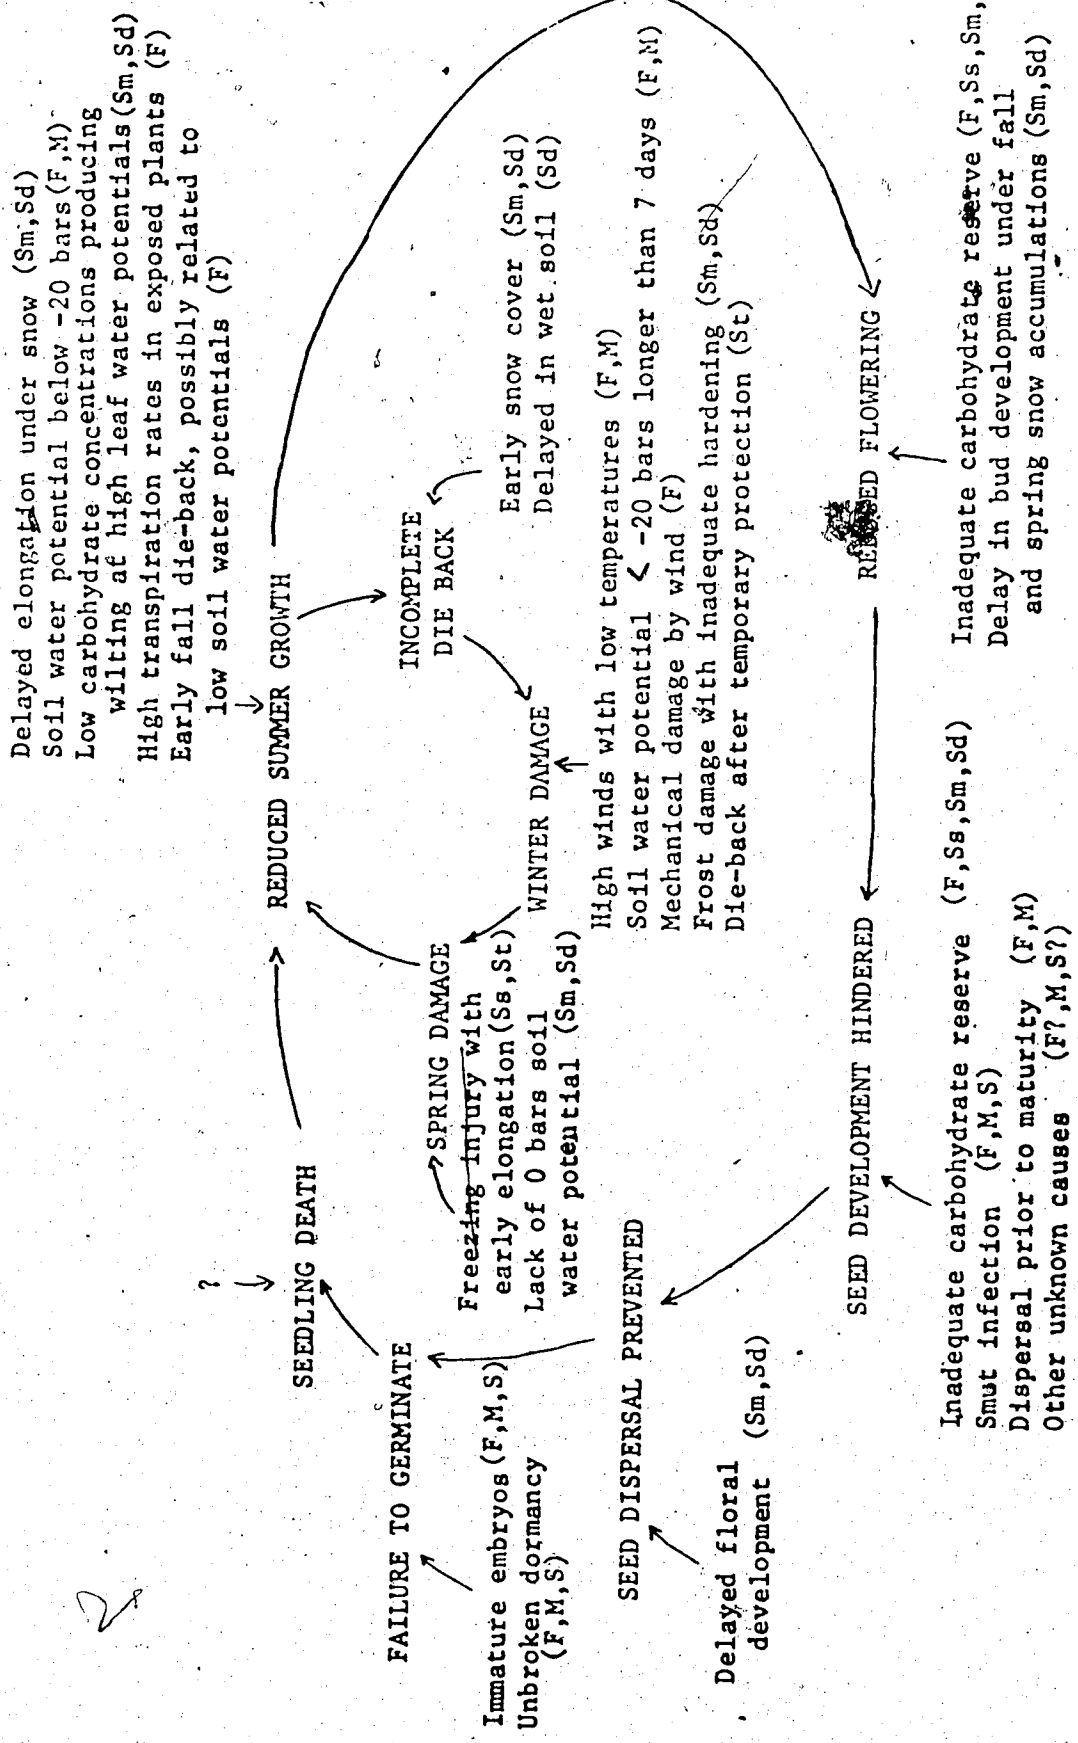 Delayed elongation under snow (Sm,Sd)
Soil water potential below -20 bars(F,M)
Low carbohydrate concentrations producing
wilting at high leaf water potentials(Sm,Sd)
High transpiration rates in exposed plants (F)
Early fall die-back, possibly related to
low soil water potentials (F)
?
SEEDLING DEATH
REDUCED SUMMER GROWTH
FAILURE TO GERMINATE
Immature embryos(F,M,S)
Unbroken dormancy
(F,M,S)
SPRING DAMAGE
Freezing injury with
early elongation(Ss,St)
Lack of 0 bars soil
water potential (Sm,Sd)
INCOMPLETE
DIE BACK
Early snow cover (Sm,Sd)
Delayed in wet soil (Sd)
WINTER DAMAGE
High winds with low temperatures (F,M)
Soil water potential < -20 bars longer than 7 days (F,M)
Mechanical damage by wind (F)
Frost damage with inadequate hardening (Sm,Sd)
Die-back after temporary protection (St)
SEED DISPERSAL PREVENTED
Delayed floral
development (Sm,Sd)
SEED DEVELOPMENT HINDERED
REDUCED FLOWERING
Inadequate carbohydrate reserve (F,Ss,Sm,Sd)
Smut infection (F,M,S)
Dispersal prior to maturity (F,M)
Other unknown causes (F?,M,S?)
Inadequate carbohydrate reserve (F,Ss,Sm,
Delay in bud development under fall
and spring snow accumulations (Sm,Sd)